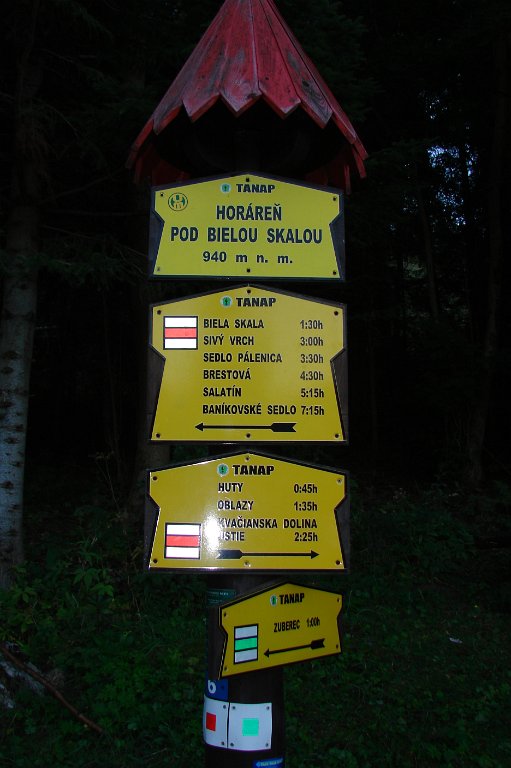 TANAP
HORÁREŇ
POD BIELOU SKALOU
940 m n. m.
TANAP
BIELA SKALA 1:30h
SIVÝ VRCH 3:00h
SEDLO PÁLENICA 3:30h
BRESTOVÁ 4:30h
SALATÍN 5:15h
BANÍKOVSKÉ SEDLO 7:15h
TANAP
HUTY 0:45h
OBLAZY 1:35h
KVAČIANSKA DOLINA
ÚSTIE 2:25h
TANAP
ZUBEREC 1:00h